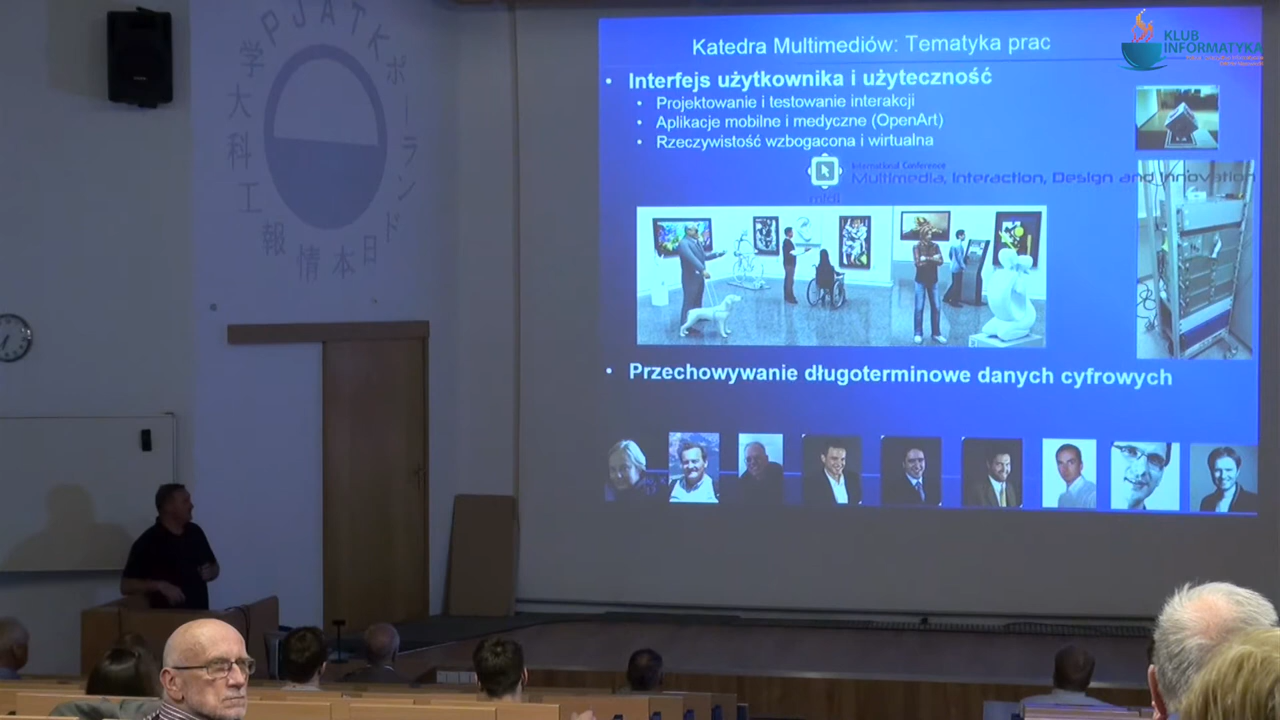 PJATK
ポーランド日本情報工科大学
Katedra Multimediów: Tematyka prac
KLUB
INFORMATYKA
• Interfejs użytkownika i użyteczność
• Projektowanie i testowanie interakcji
• Aplikacje mobilne i medyczne (OpenArt)
• Rzeczywistość wzbogacona i wirtualna
International Conference
Multimedia, Interaction, Design and Innovation
midi
• Przechowywanie długoterminowe danych cyfrowych